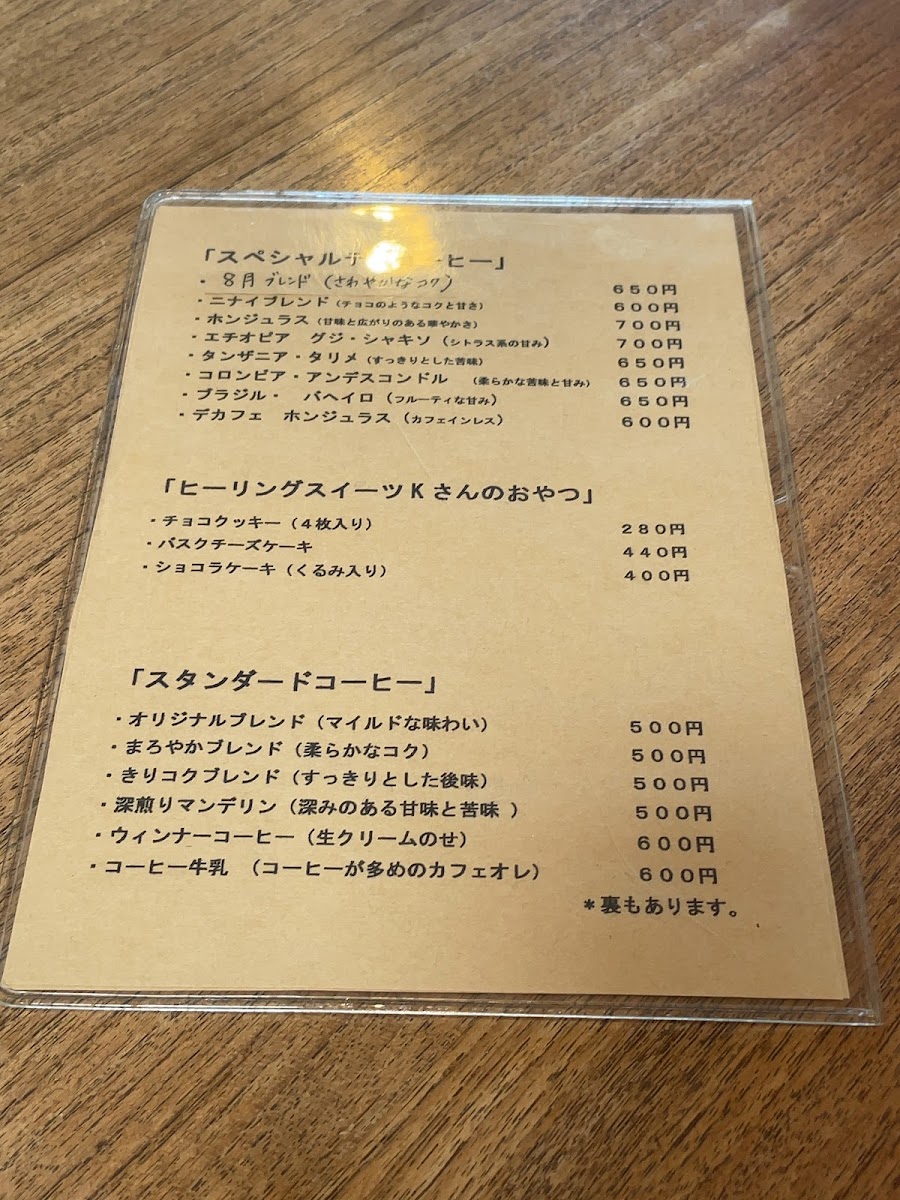 「スペシャルティコーヒー」
・8月ブレンド（さわやかなコク） 650円
・ニナイブレンド（チョコのようなコクと甘さ） 600円
・ホンジュラス（甘味と広がりのある華やかさ） 700円
・エチオピア　グジ・シャキソ（シトラス系の甘み） 700円
・タンザニア・タリメ（すっきりとした苦味） 650円
・コロンビア・アンデスコンドル　（柔らかな苦味と甘み） 650円
・ブラジル・　バヘイロ（フルーティな甘み） 650円
・デカフェ　ホンジュラス（カフェインレス） 600円
「ヒーリングスイーツKさんのおやつ」
・チョコクッキー（4枚入り） 280円
・バスクチーズケーキ 440円
・ショコラケーキ（くるみ入り） 400円
「スタンダードコーヒー」
・オリジナルブレンド（マイルドな味わい） 500円
・まろやかブレンド（柔らかなコク） 500円
・きりコクブレンド（すっきりとした後味） 500円
・深煎りマンデリン（深みのある甘味と苦味 ） 500円
・ウィンナーコーヒー（生クリームのせ） 600円
・コーヒー牛乳　（コーヒーが多めのカフェオレ） 600円
＊裏もあります。